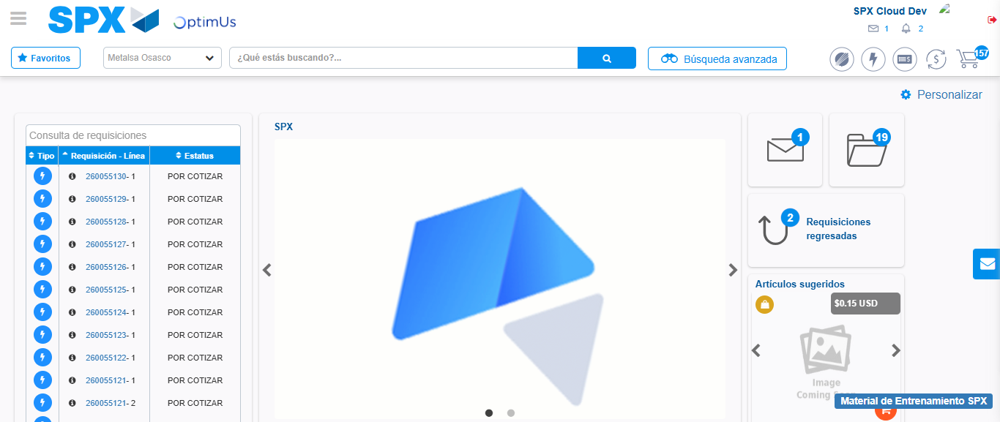 SPX
OptimUs
SPX Cloud Dev
1
2
Favoritos
Metalsa Osasco
¿Qué estás buscando?...
Búsqueda avanzada
$
157
Personalizar
Consulta de requisiciones
Tipo Requisición - Línea Estatus
260055130- 1 POR COTIZAR
260055129- 1 POR COTIZAR
260055128- 1 POR COTIZAR
260055127- 1 POR COTIZAR
260055126- 1 POR COTIZAR
260055125- 1 POR COTIZAR
260055124- 1 POR COTIZAR
260055123- 1 POR COTIZAR
260055122- 1 POR COTIZAR
260055121- 1 POR COTIZAR
260055121- 2 POR COTIZAR
SPX
1
19
2
Requisiciones
regresadas
Artículos sugeridos
$0.15 USD
Image
Coming
Material de Entrenamiento SPX